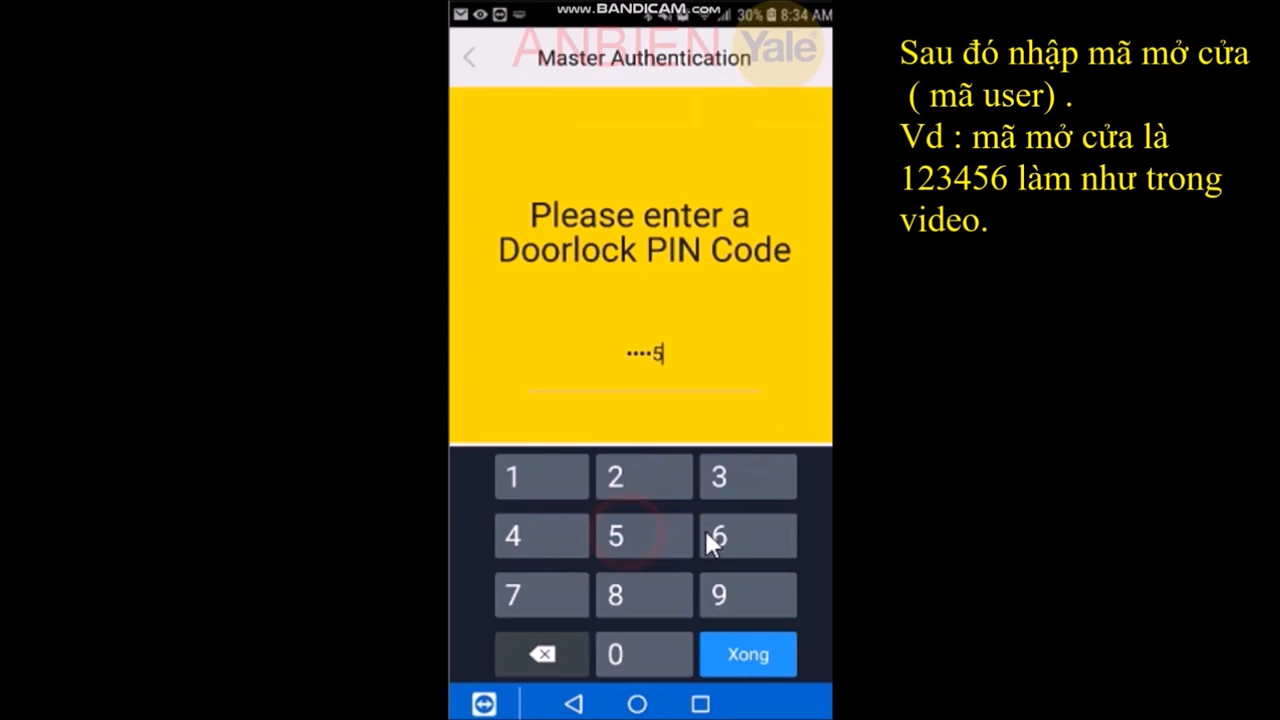 www.BANDICAM.com
30% 8:34 AM
ANBIEN Yale
Master Authentication
Please enter a
Doorlock PIN Code
••••5
1 2 3
4 5 6
7 8 9
0 Xong
Sau đó nhập mã mở cửa
( mã user) .
Vd : mã mở cửa là
123456 làm như trong
video.